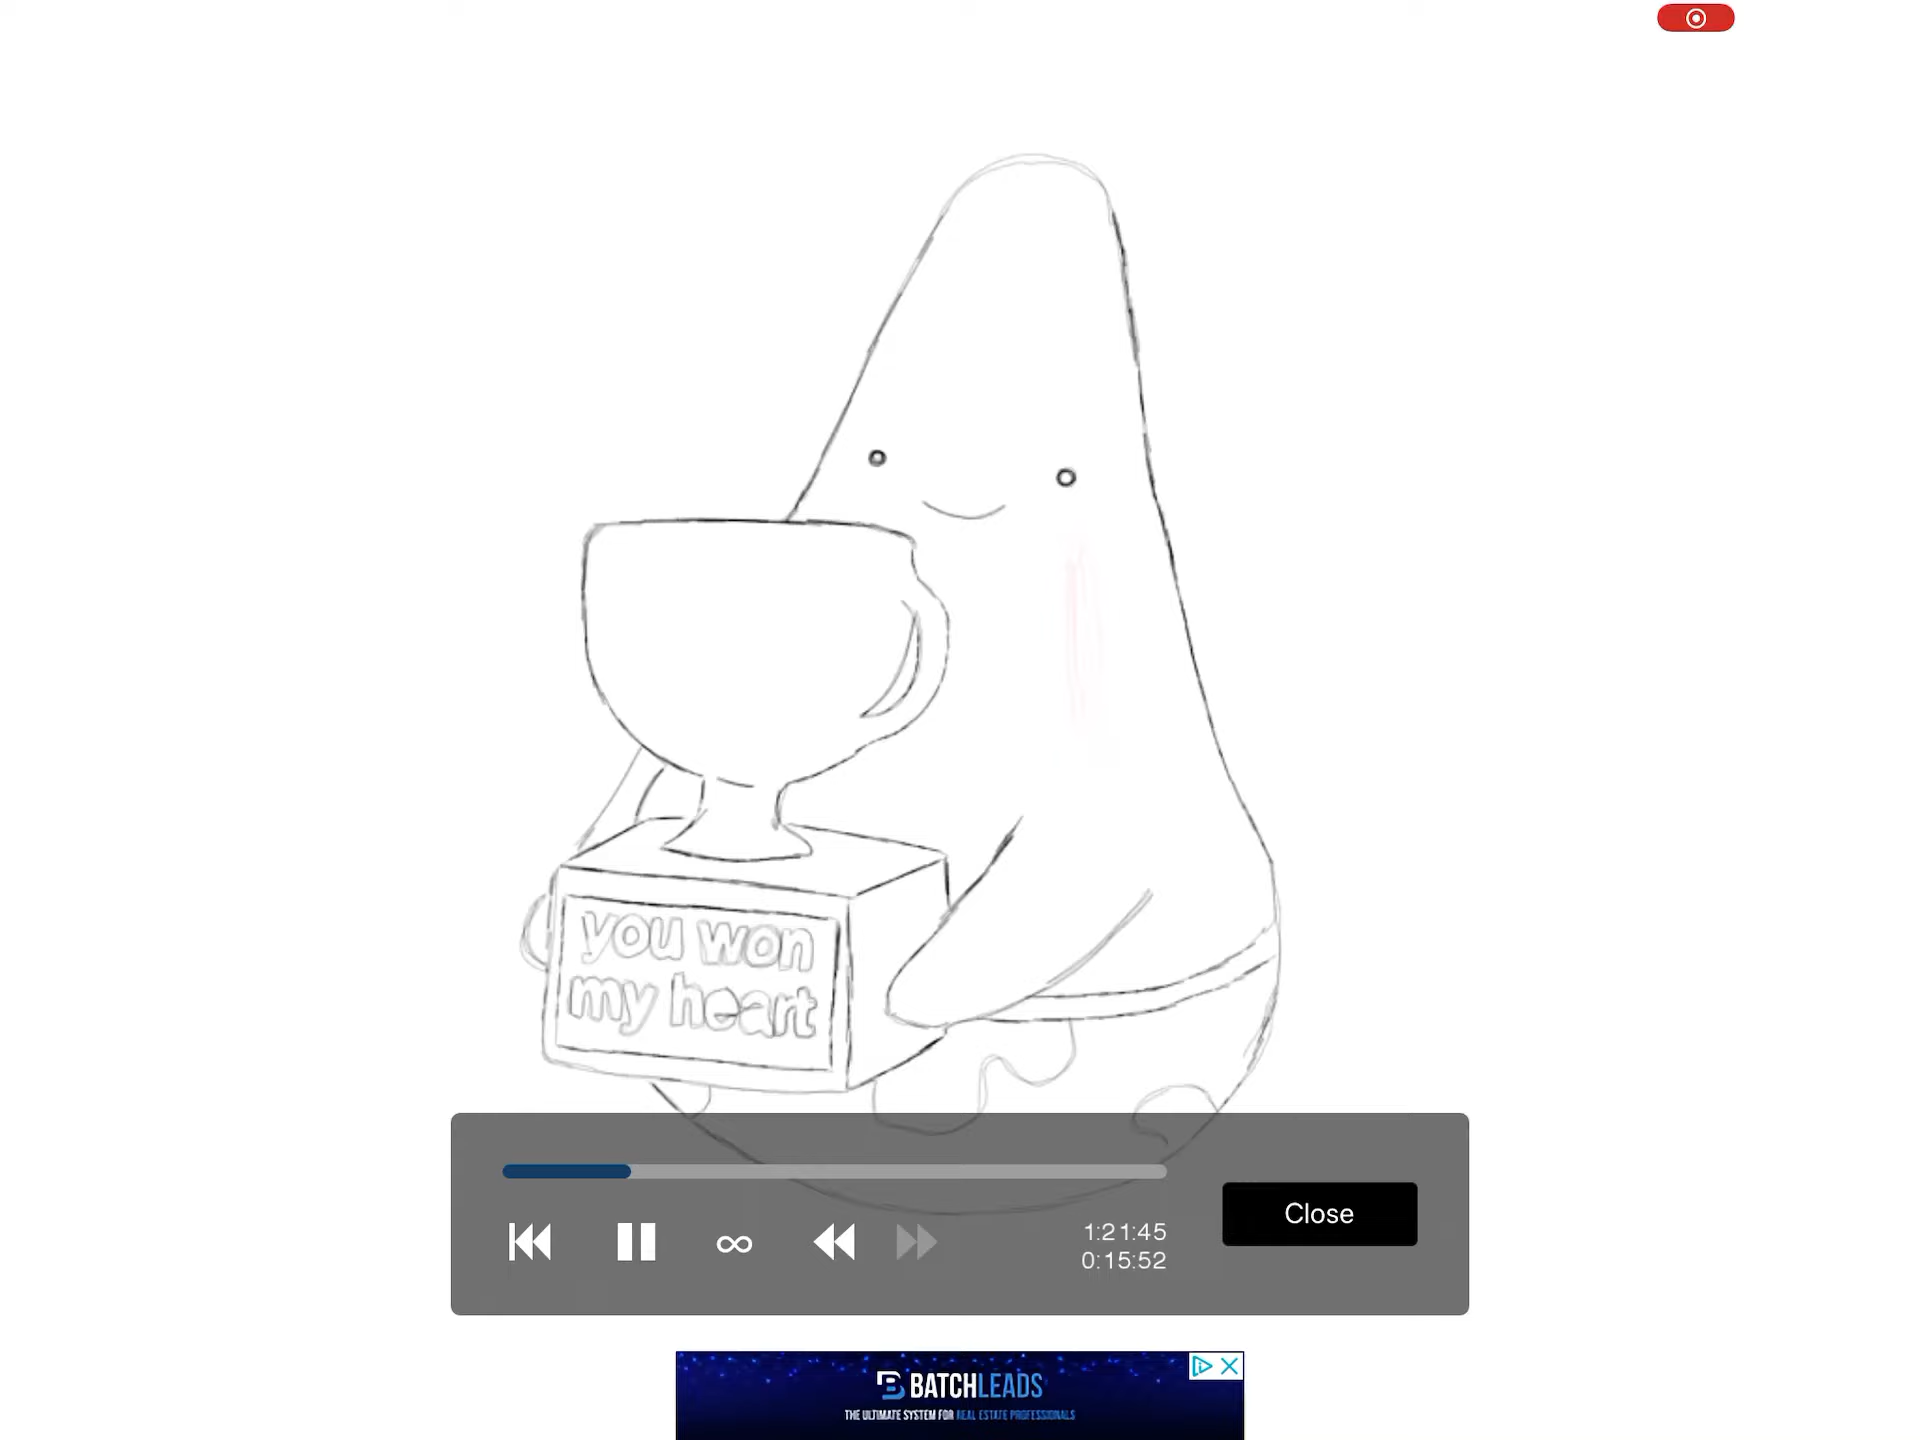 you won
my heart
1:21:45
0:15:52
Close
BATCHLEADS
THE ULTIMATE SYSTEM FOR REAL ESTATE PROFESSIONALS